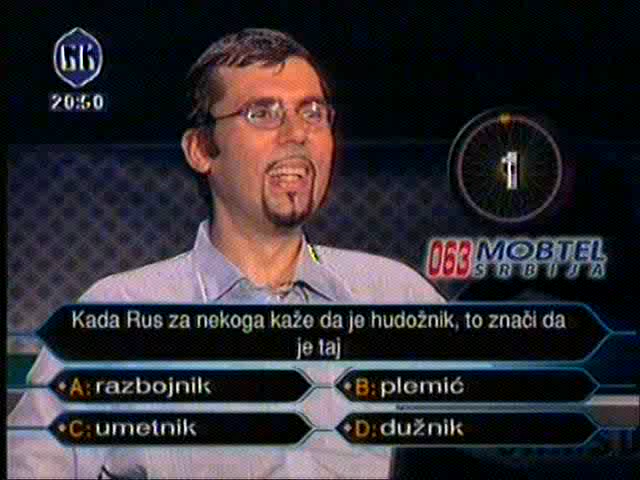 БК
20:50
1
063 MOBTEL
SRBIJA
Kada Rus za nekoga kaže da je hudožnik, to znači da
je taj
A: razbojnik
B: plemić
C: umetnik
D: dužnik